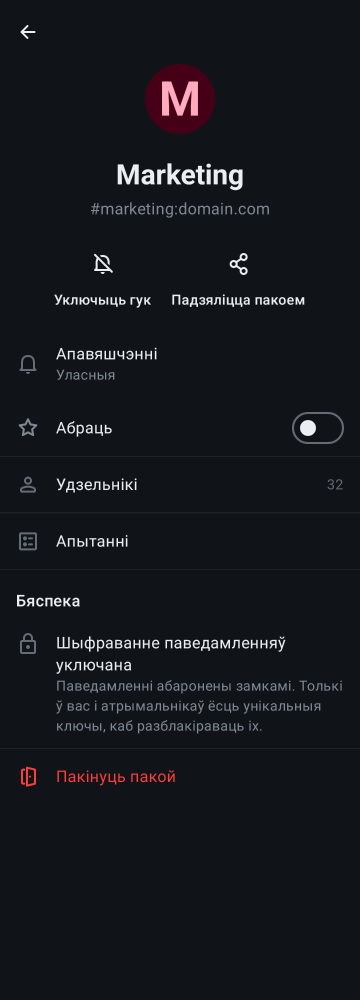 M
Marketing
#marketing:domain.com
Уключыць гук
Падзяліцца пакоем
Апавяшчэнні
Уласныя
Абраць
Удзельнікі
32
Апытанні
Бяспека
Шыфраванне паведамленняў
уключана
Паведамленні абаронены замкамі. Толькі
ў вас і атрымальнікаў ёсць унікальныя
ключы, каб разблакіраваць іх.
Пакінуць пакой